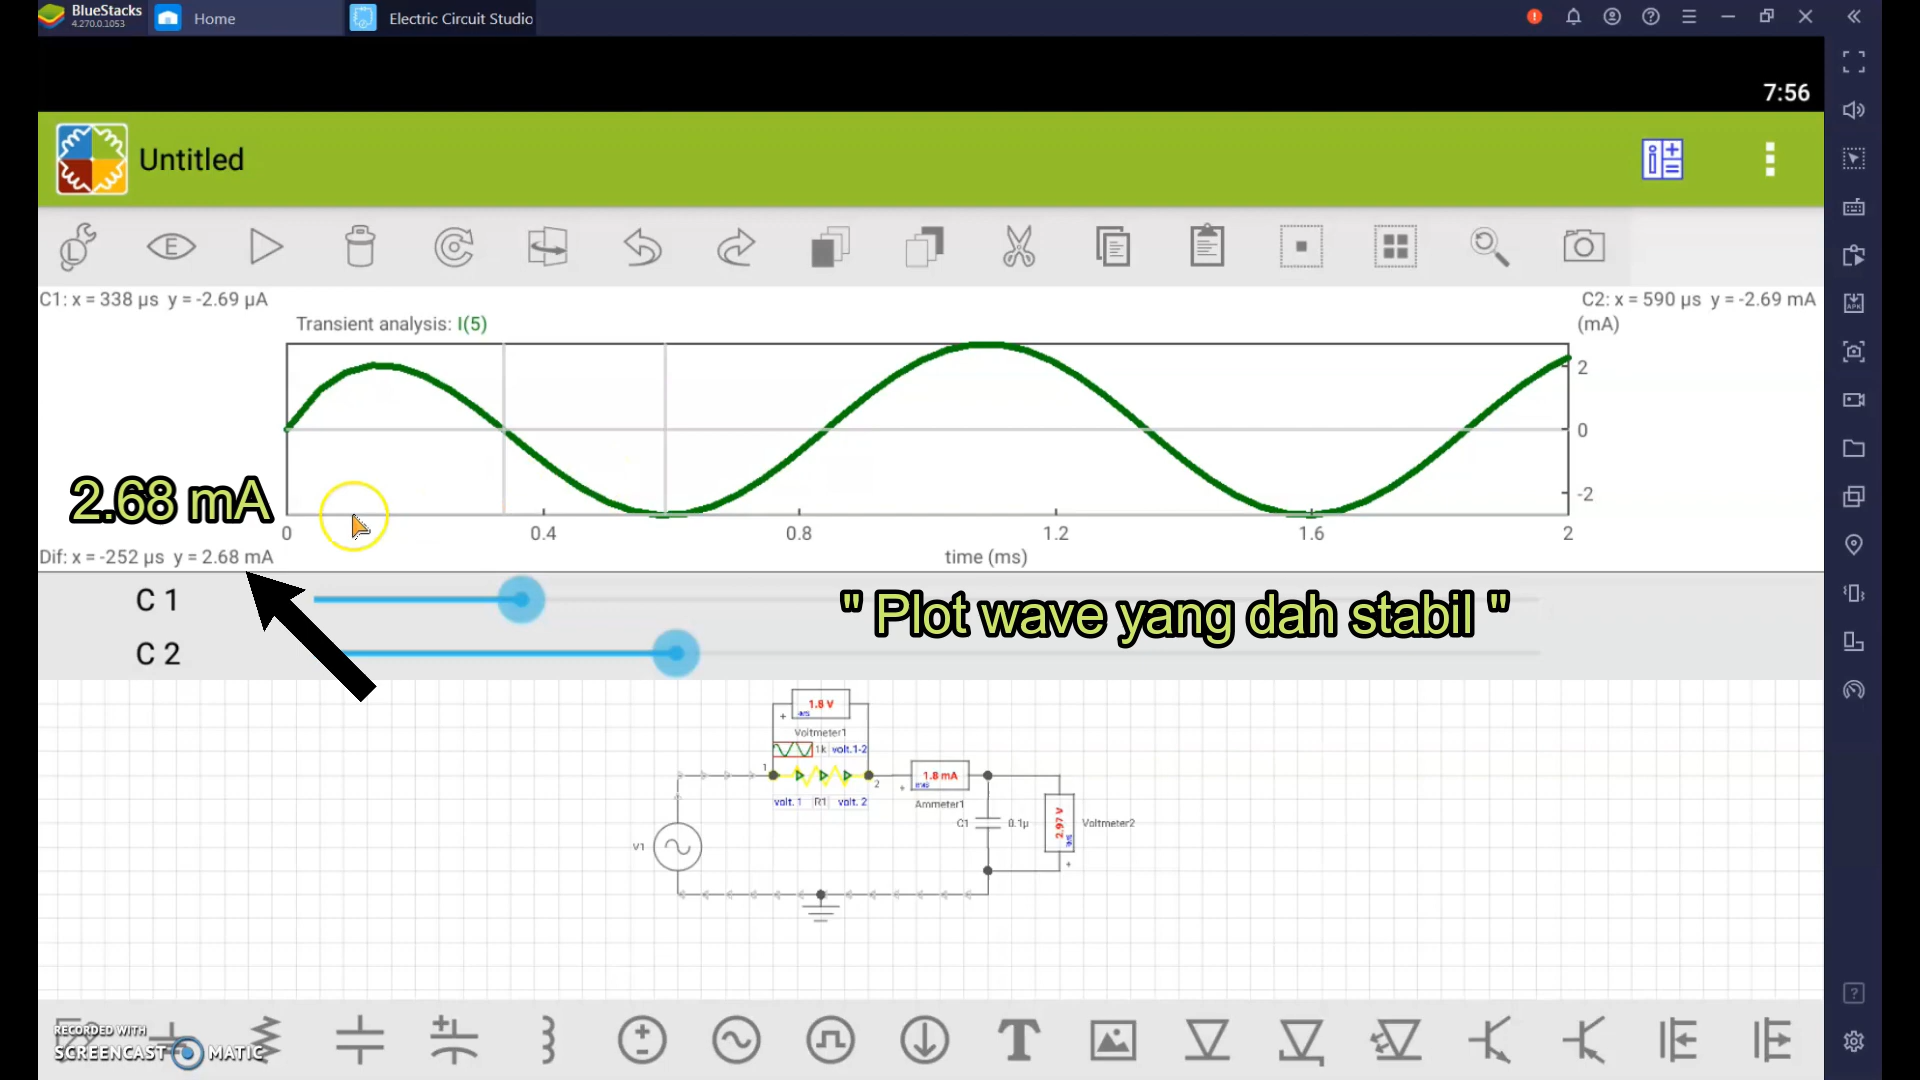 BlueStacks
4.270.0.1053
Home
Electric Circuit Studio
7:56
Untitled
C1: x = 338 µs y = -2.69 µA
C2: x = 590 µs y = -2.69 mA
Transient analysis: I(5)
(mA)
2
0
-2
2.68 mA
0
0.4
0.8
1.2
1.6
2
time (ms)
Dif: x = -252 µs y = 2.68 mA
C 1
C 2
" Plot wave yang dah stabil "
1.8 V
+
Voltmeter1
1k volt.1-2
1
2
volt. 1 R1 volt. 2
1.8 mA
rms
+
Ammeter1
C1 0.1µ
2.97 V
Voltmeter2
+
V1
RECORDED WITH
SCREENCAST MATIC